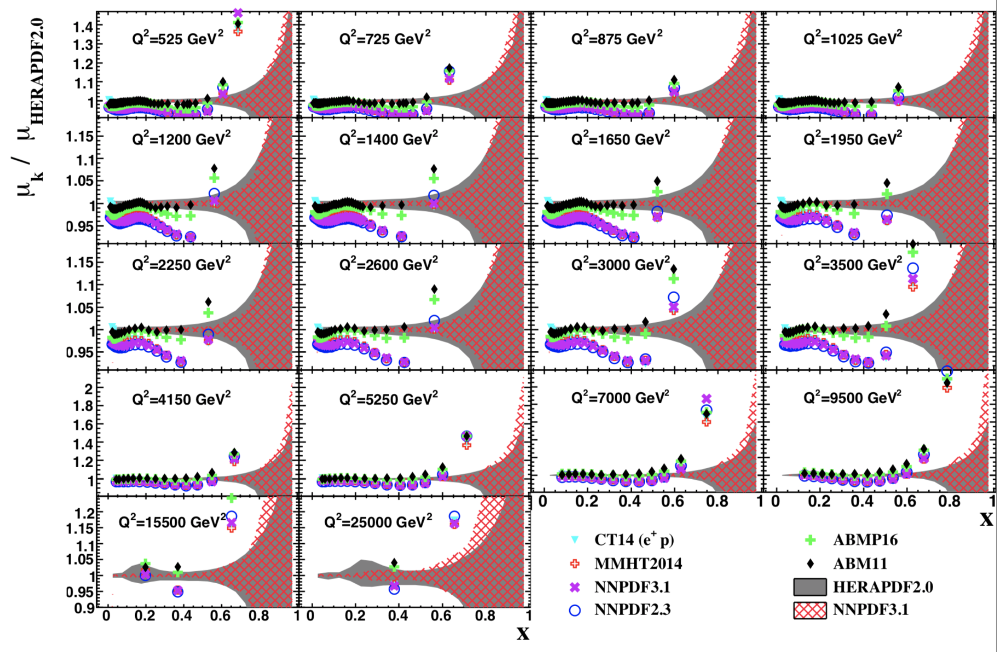 μk / μHERAPDF2.0
Q²=525 GeV²
Q²=725 GeV²
Q²=875 GeV²
Q²=1025 GeV²
1.4
1.3
1.2
1.1
1
Q²=1200 GeV²
Q²=1400 GeV²
Q²=1650 GeV²
Q²=1950 GeV²
1.15
1.1
1.05
1
0.95
Q²=2250 GeV²
Q²=2600 GeV²
Q²=3000 GeV²
Q²=3500 GeV²
1.15
1.1
1.05
1
0.95
Q²=4150 GeV²
Q²=5250 GeV²
Q²=7000 GeV²
Q²=9500 GeV²
2
1.8
1.6
1.4
1.2
1
0 0.2 0.4 0.6 0.8 1
0 0.2 0.4 0.6 0.8 1
x
Q²=15500 GeV²
Q²=25000 GeV²
1.2
1.15
1.1
1.05
1
0.95
0.9
0 0.2 0.4 0.6 0.8 1
0 0.2 0.4 0.6 0.8 1
x
CT14 (e⁺ p)
MMHT2014
NNPDF3.1
NNPDF2.3
ABMP16
ABM11
HERAPDF2.0
NNPDF3.1